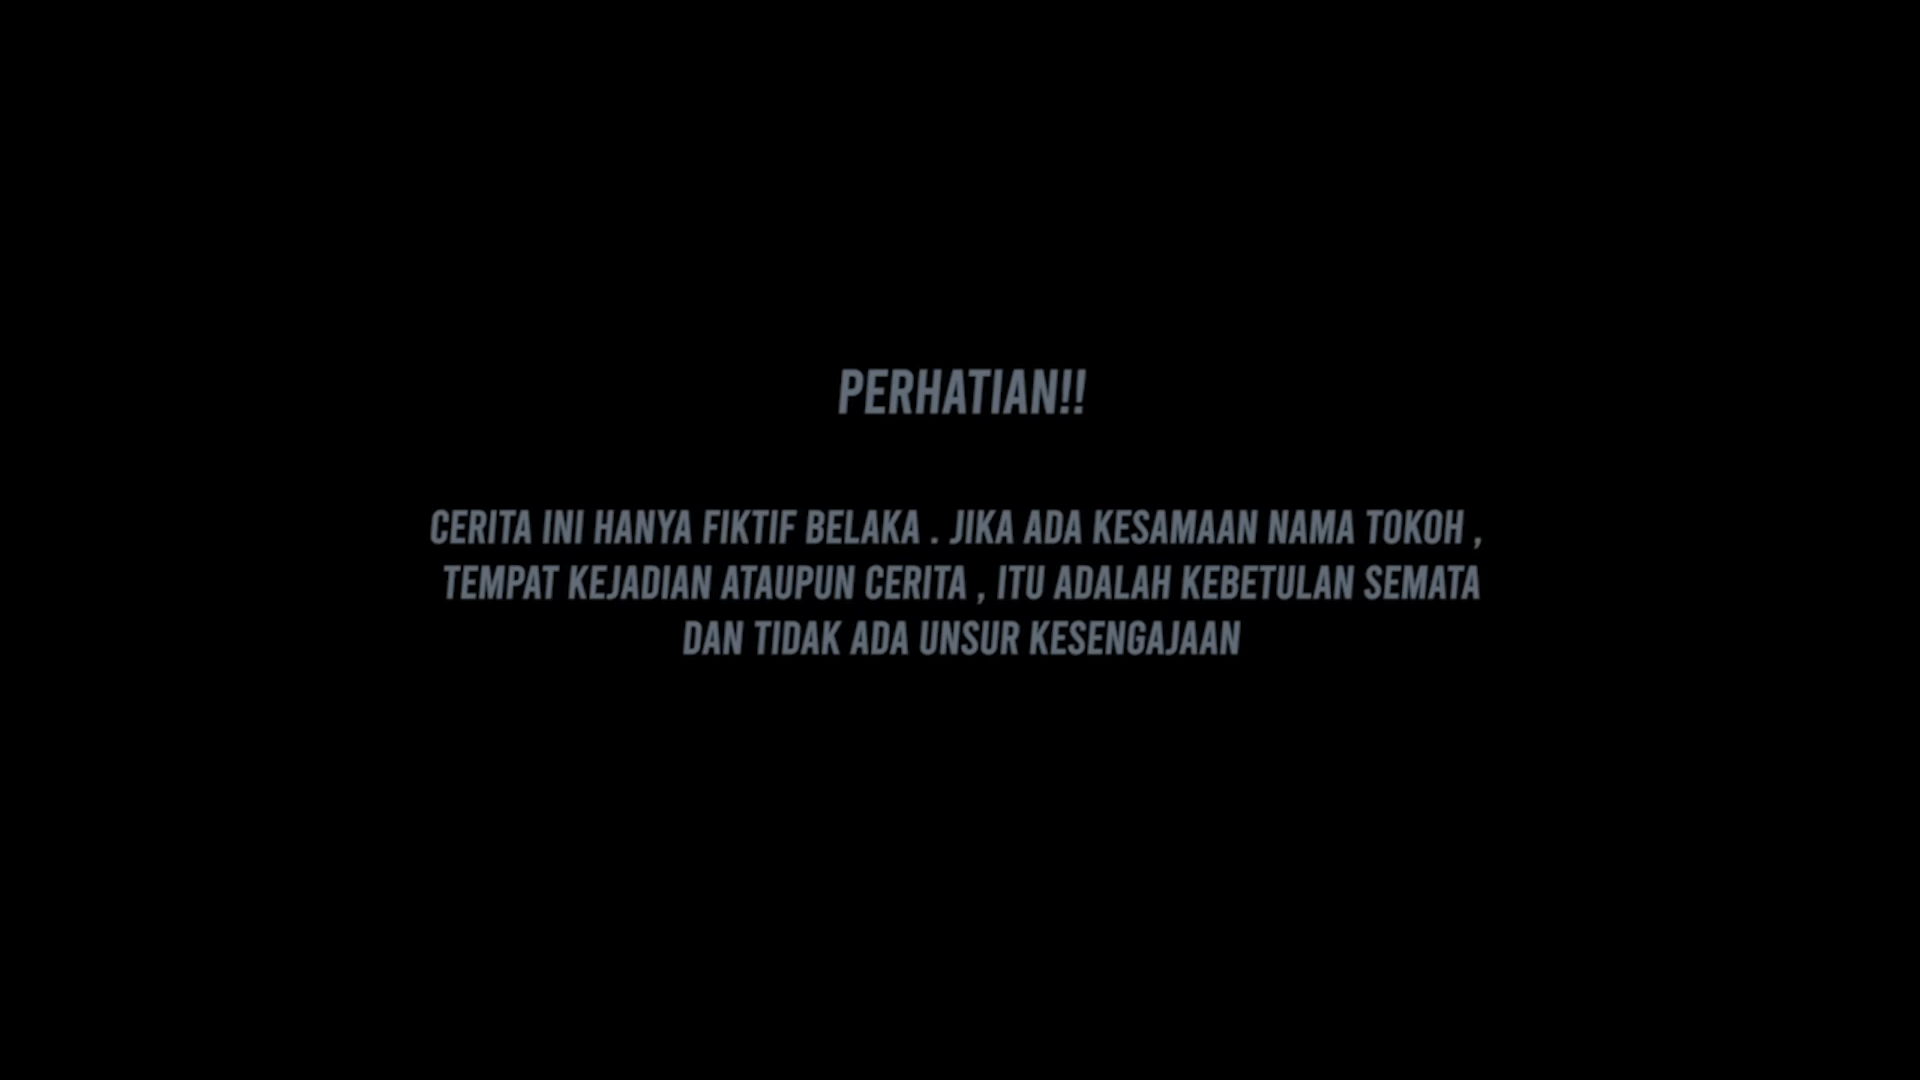 PERHATIAN!!
CERITA INI HANYA FIKTIF BELAKA . JIKA ADA KESAMAAN NAMA TOKOH ,
TEMPAT KEJADIAN ATAUPUN CERITA , ITU ADALAH KEBETULAN SEMATA
DAN TIDAK ADA UNSUR KESENGAJAAN